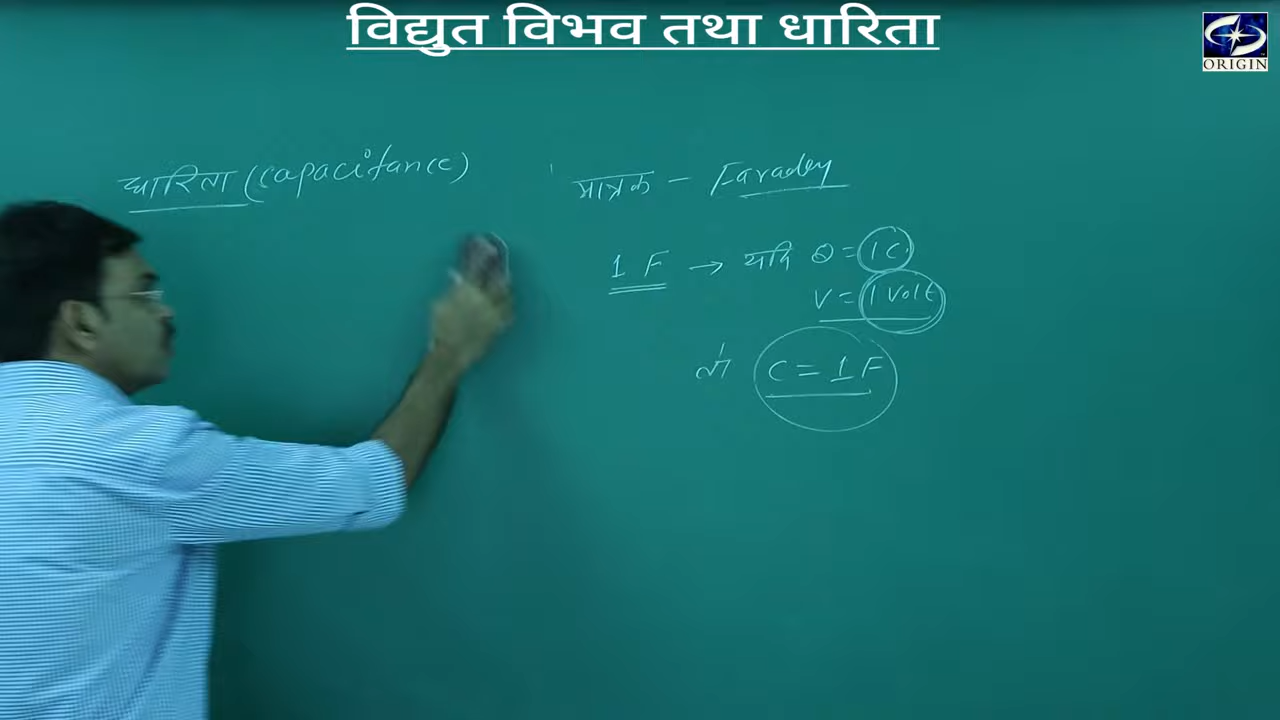 विद्युत विभव तथा धारिता
ORIGIN
धारिता (capacitance)
मात्रक - Faraday
1 F → यदि Q = 1 C.
V = 1 Volt
तो C = 1 F